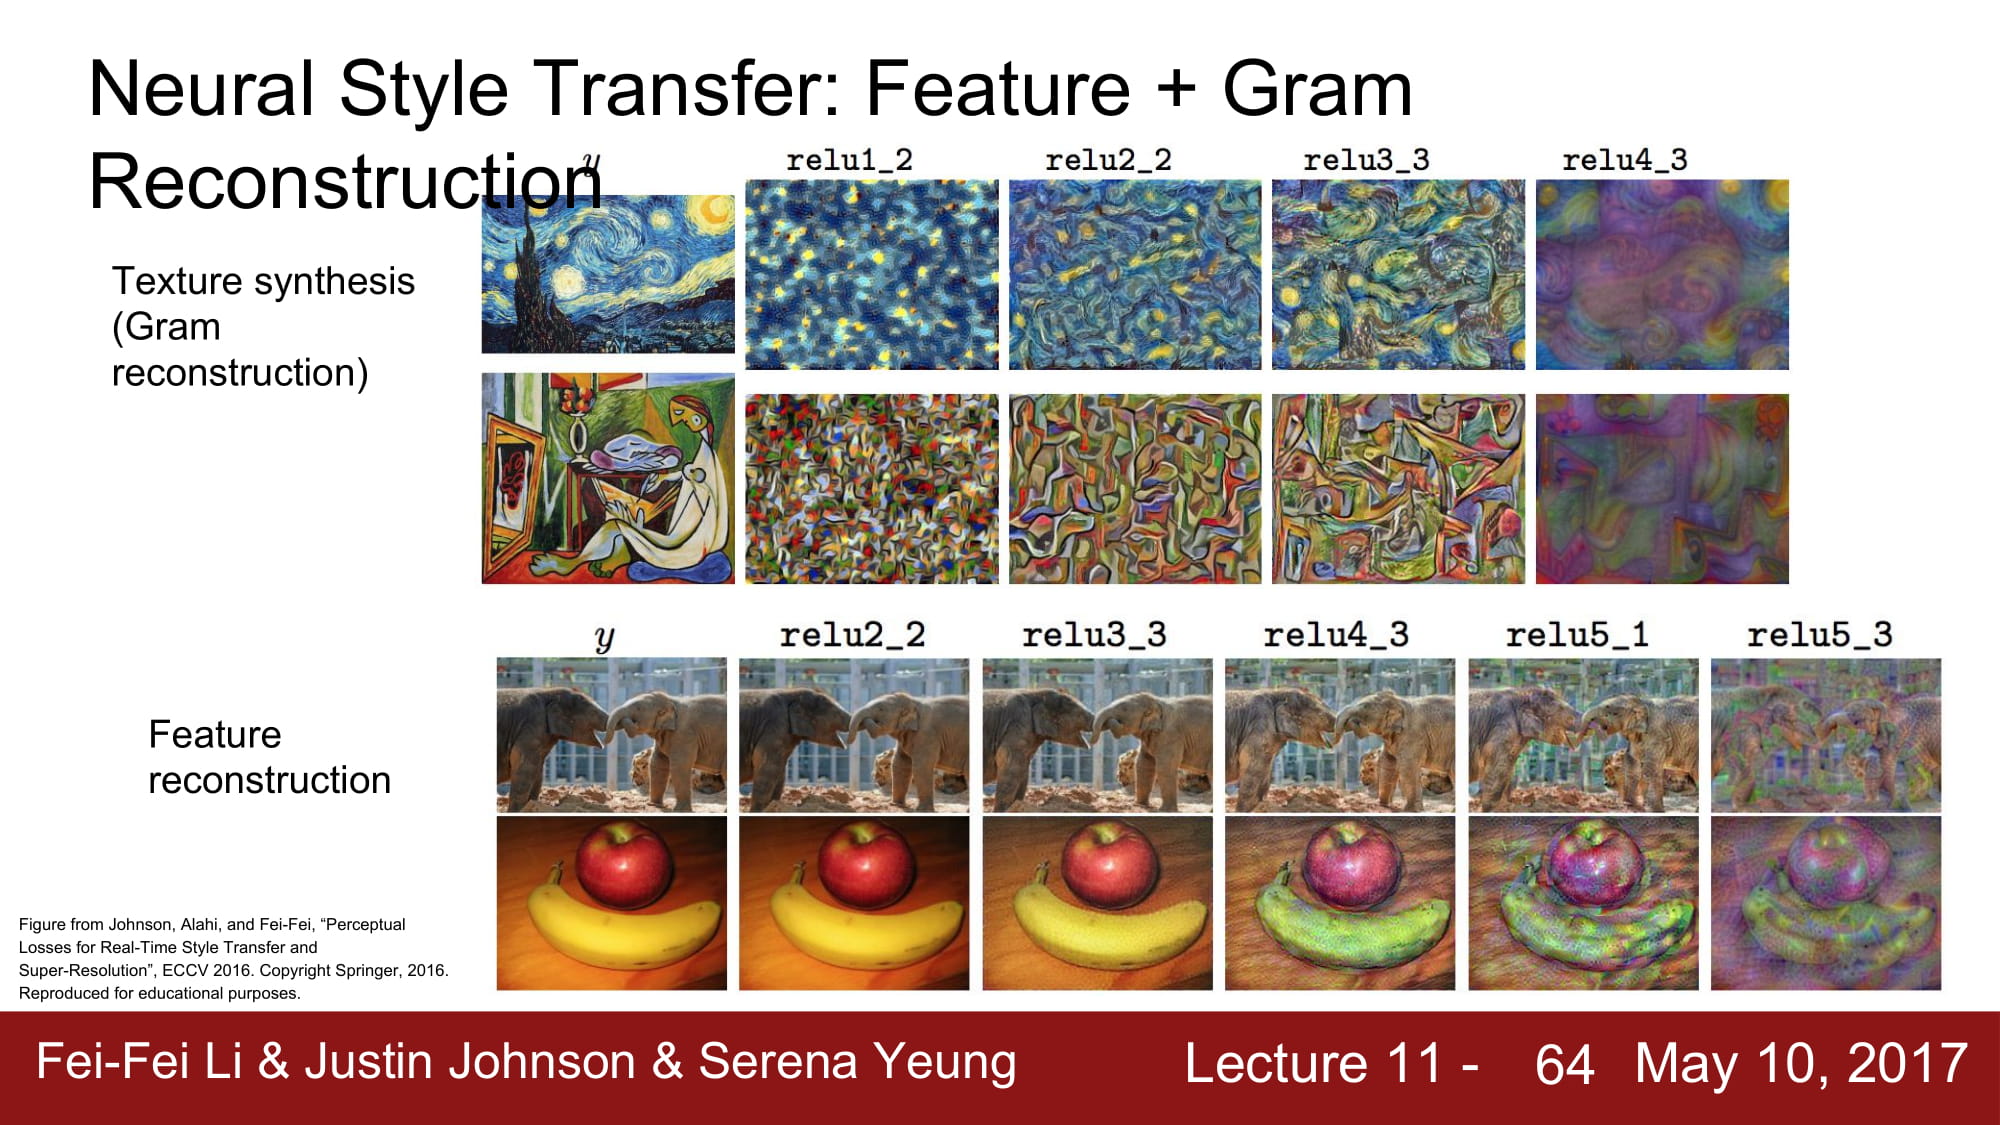 Neural Style Transfer: Feature + Gram
Reconstruction
y relu1_2 relu2_2 relu3_3 relu4_3
Texture synthesis
(Gram
reconstruction)
y relu2_2 relu3_3 relu4_3 relu5_1 relu5_3
Feature
reconstruction
Figure from Johnson, Alahi, and Fei-Fei, “Perceptual
Losses for Real-Time Style Transfer and
Super-Resolution”, ECCV 2016. Copyright Springer, 2016.
Reproduced for educational purposes.
Fei-Fei Li & Justin Johnson & Serena Yeung Lecture 11 - 64 May 10, 2017